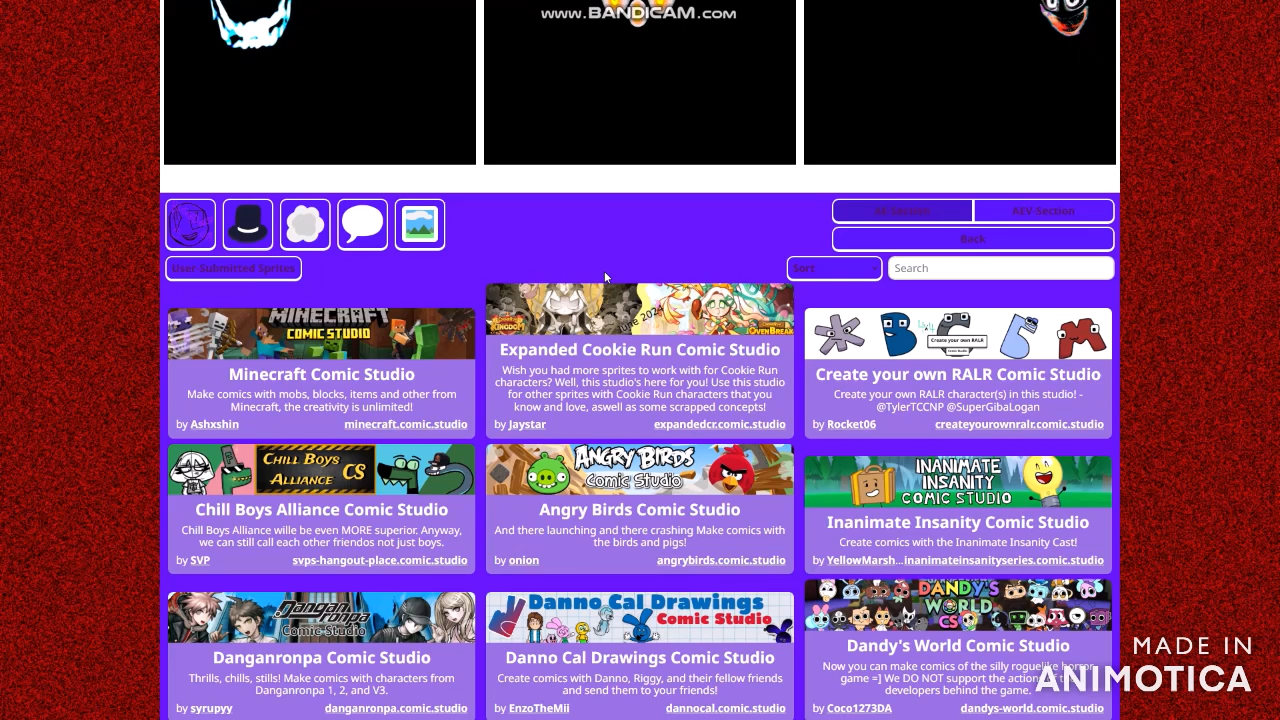 www.BANDICAM.com
AEV Section
Back
User Submitted Sprites
Sort
Search
MINECRAFT
COMIC STUDIO
Minecraft Comic Studio
Make comics with mobs, blocks, items and other from
Minecraft, the creativity is unlimited!
by Ashxshin
minecraft.comic.studio
KINGDOM
June 2024
OVENBREAK
Expanded Cookie Run Comic Studio
Wish you had more sprites to work with for Cookie Run
characters? Well, this studio's here for you! Use this studio
for other sprites with Cookie Run characters that you
know and love, aswell as some scrapped concepts!
by Jaystar
expandedcr.comic.studio
Create your own RALR
Create your own RALR Comic Studio
Create your own RALR character(s) in this studio! -
@TylerTCCNP @SuperGibaLogan
by Rocket06
createyourownralr.comic.studio
CHILL BOYS
ALLIANCE CS
Chill Boys Alliance Comic Studio
Chill Boys Alliance wille be even MORE superior. Anyway,
we can still call each other friendos not just boys.
by SVP
svps-hangout-place.comic.studio
ANGRY BIRDS
Comic Studio
Angry Birds Comic Studio
And there launching and there crashing Make comics with
the birds and pigs!
by onion
angrybirds.comic.studio
INANIMATE
INSANITY
COMIC STUDIO
Inanimate Insanity Comic Studio
Create comics with the Inanimate Insanity Cast!
by YellowMarsh...
inanimateinsanityseries.comic.studio
DanganRonpa
Comic Studio
Danganronpa Comic Studio
Thrills, chills, stills! Make comics with characters from
Danganronpa 1, 2, and V3.
by syrupyy
danganronpa.comic.studio
Danno Cal Drawings
Comic Studio
Danno Cal Drawings Comic Studio
Create comics with Danno, Riggy, and their fellow friends
and send them to your friends!
by EnzoTheMii
dannocal.comic.studio
DANDY'S
WORLD
CS
Dandy's World Comic Studio
Now you can make comics of the silly roguelike horror
game =] We DO NOT support the
developers behind the game.
by Coco1273DA
dandys-world.comic.studio
MADE IN
ANIMOTICA